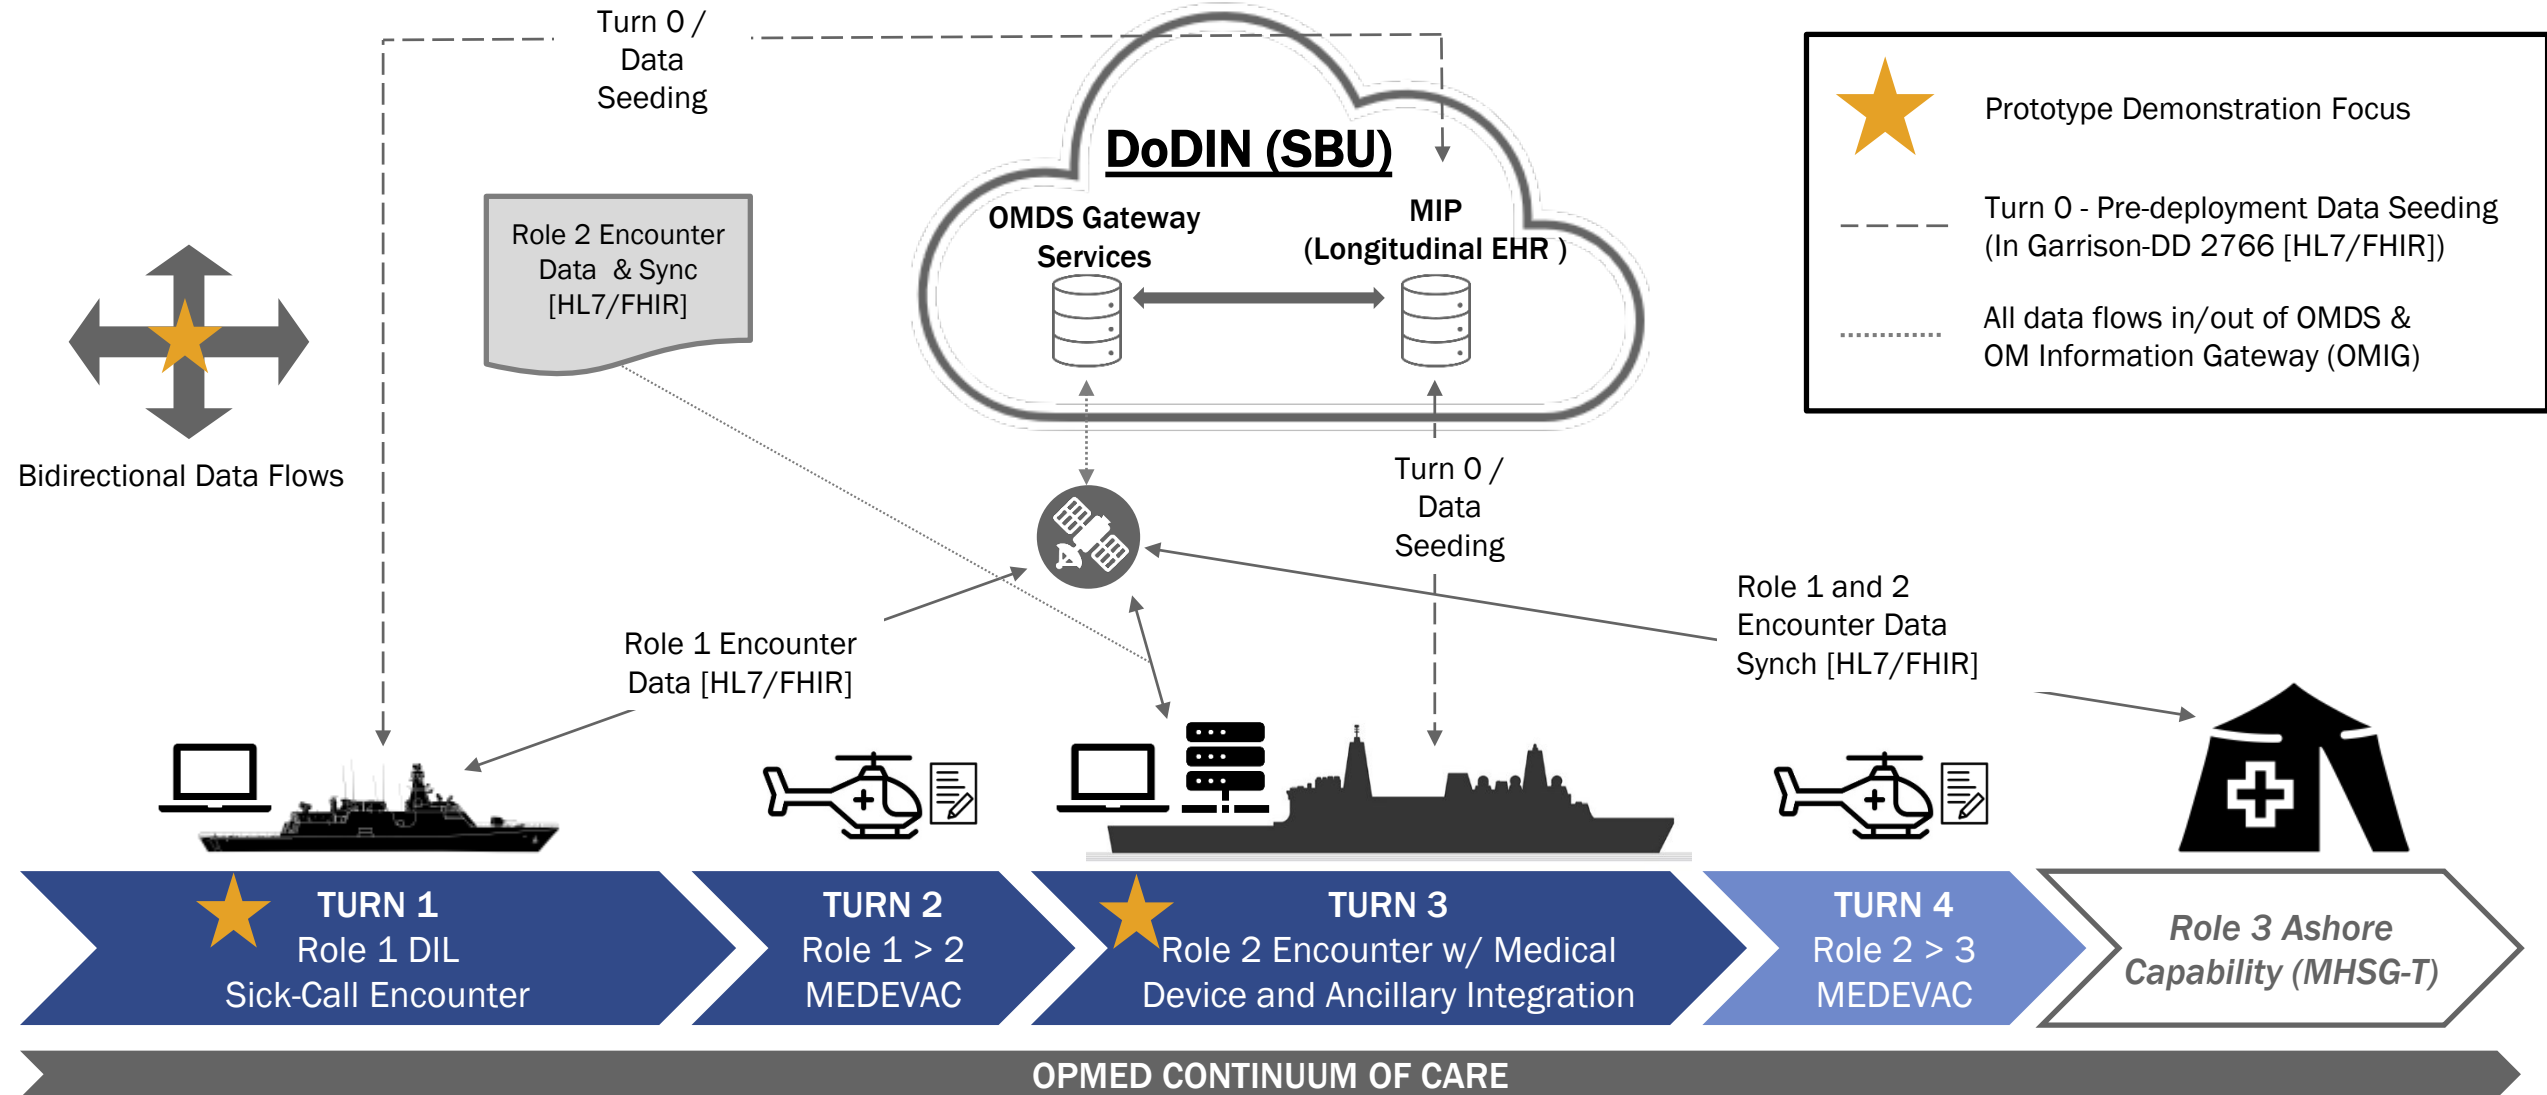 Turn 0 /
Data
Seeding
DoDIN (SBU)
OMDS Gateway
Services
MIP
(Longitudinal EHR )
Prototype Demonstration Focus
Turn 0 - Pre-deployment Data Seeding
(In Garrison-DD 2766 [HL7/FHIR])
All data flows in/out of OMDS &
OM Information Gateway (OMIG)
Role 2 Encounter
Data & Sync
[HL7/FHIR]
Bidirectional Data Flows
Turn 0 /
Data
Seeding
Role 1 Encounter
Data [HL7/FHIR]
Role 1 and 2
Encounter Data
Synch [HL7/FHIR]
TURN 1
Role 1 DIL
Sick-Call Encounter
TURN 2
Role 1 > 2
MEDEVAC
TURN 3
Role 2 Encounter w/ Medical
Device and Ancillary Integration
TURN 4
Role 2 > 3
MEDEVAC
Role 3 Ashore
Capability (MHSG-T)
OPMED CONTINUUM OF CARE